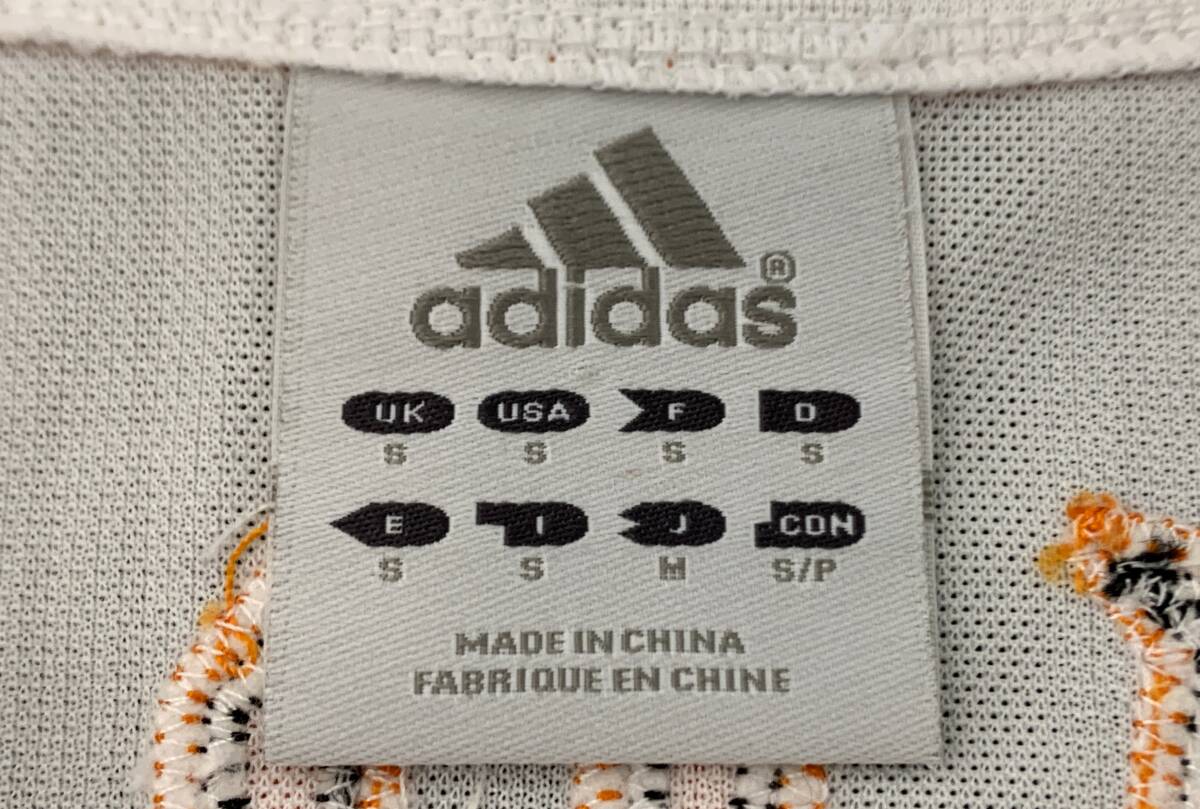 adidas®
UK USA F D
S S S S
E I J CDN
S S M S/P
MADE IN CHINA
FABRIQUE EN CHINE